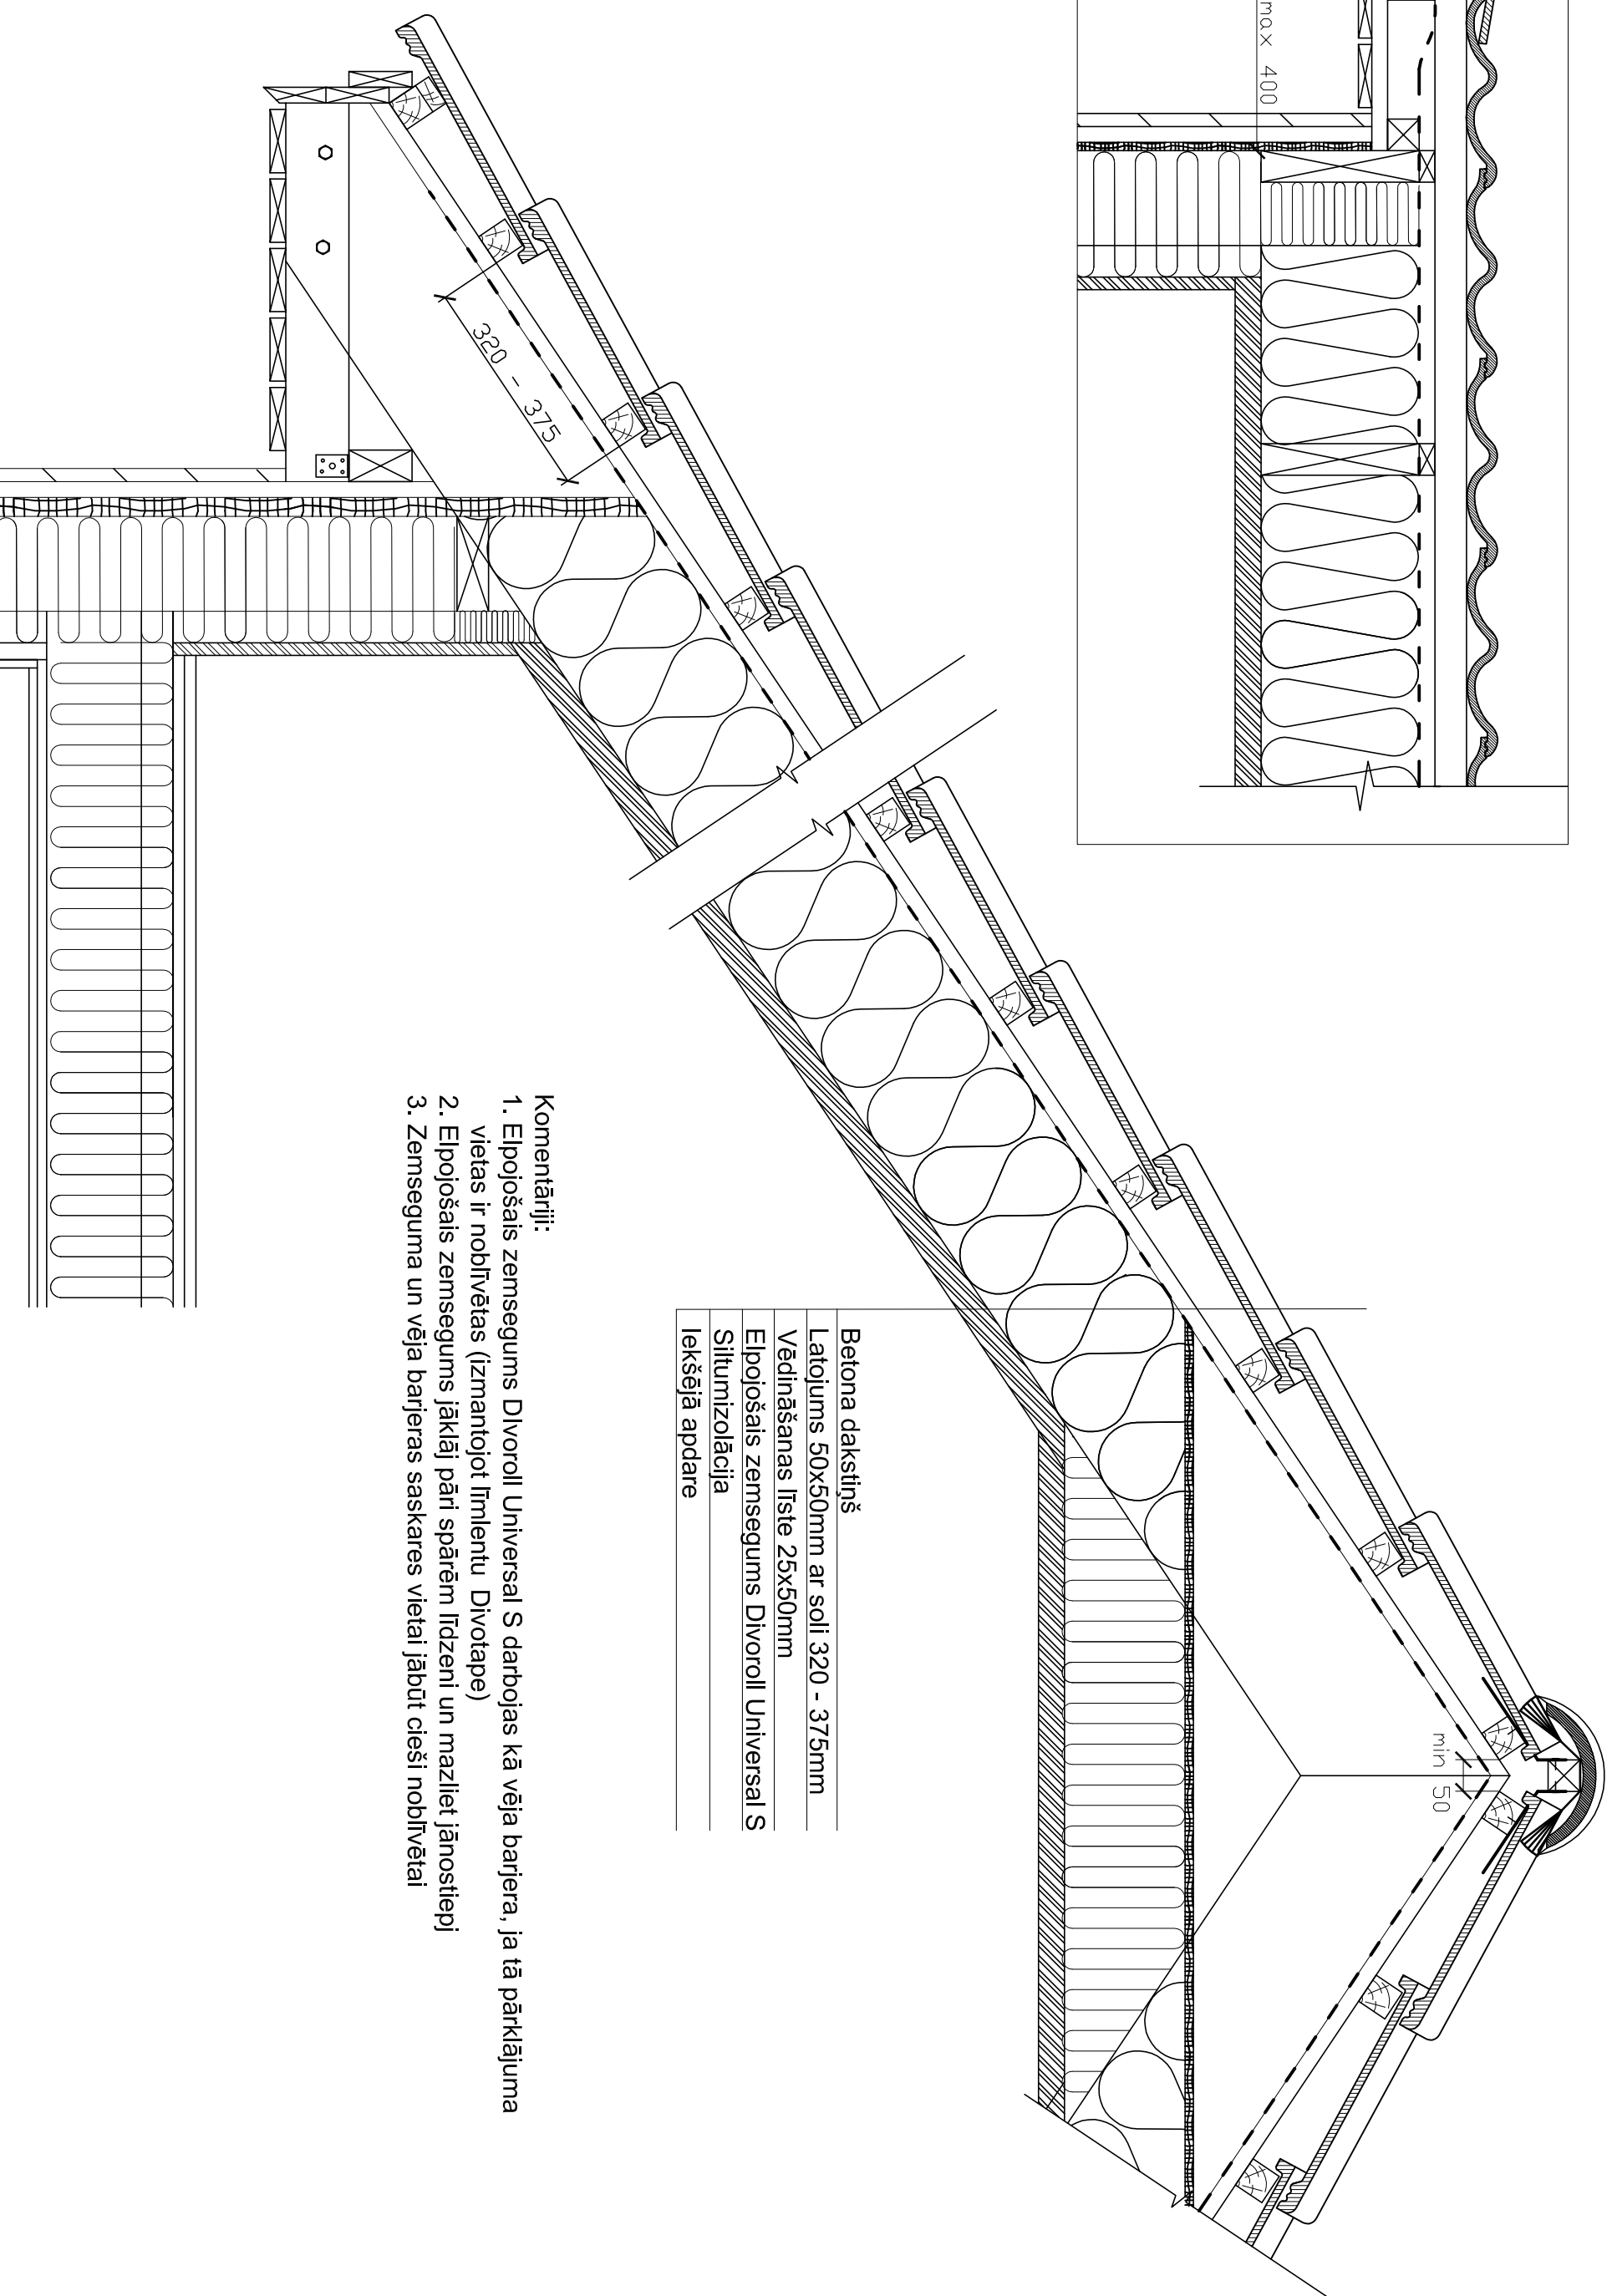 max 400
320 - 375
min 50
Betona dakstiņš
Latojums 50x50mm ar soli 320 - 375mm
Vēdināšanas līste 25x50mm
Elpojošais zemsegums Divoroll Universal S
Siltumizolācija
Iekšējā apdare
Komentāriji:
1. Elpojošais zemsegums DIvoroll Universal S darbojas kā vēja barjera, ja tā pārklājuma
vietas ir noblīvētas (izmantojot līmlentu Divotape)
2. Elpojošais zemsegums jāklāj pāri spārēm līdzeni un mazliet jānostiepj
3. Zemseguma un vēja barjeras saskares vietai jābūt cieši noblīvētai